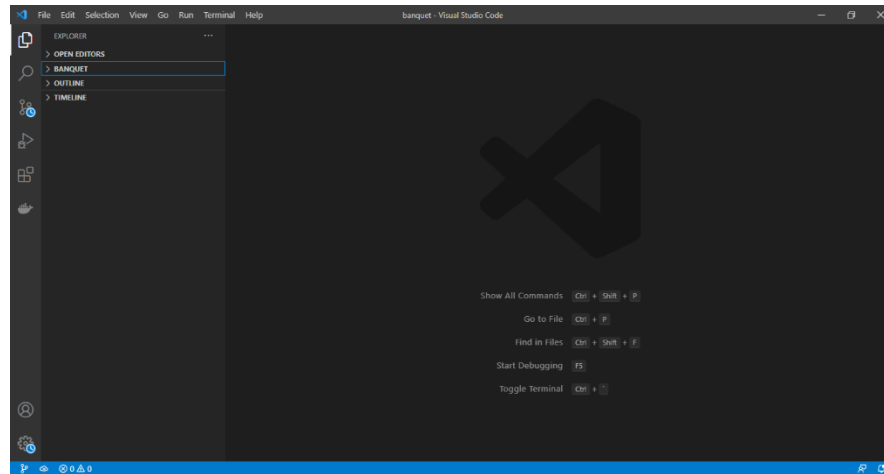 File Edit Selection View Go Run Terminal Help banquet - Visual Studio Code
EXPLORER ...
OPEN EDITORS
BANQUET
OUTLINE
TIMELINE
Show All Commands Ctrl + Shift + P
Go to File Ctrl + P
Find in Files Ctrl + Shift + F
Start Debugging F5
Toggle Terminal Ctrl + `
0 0